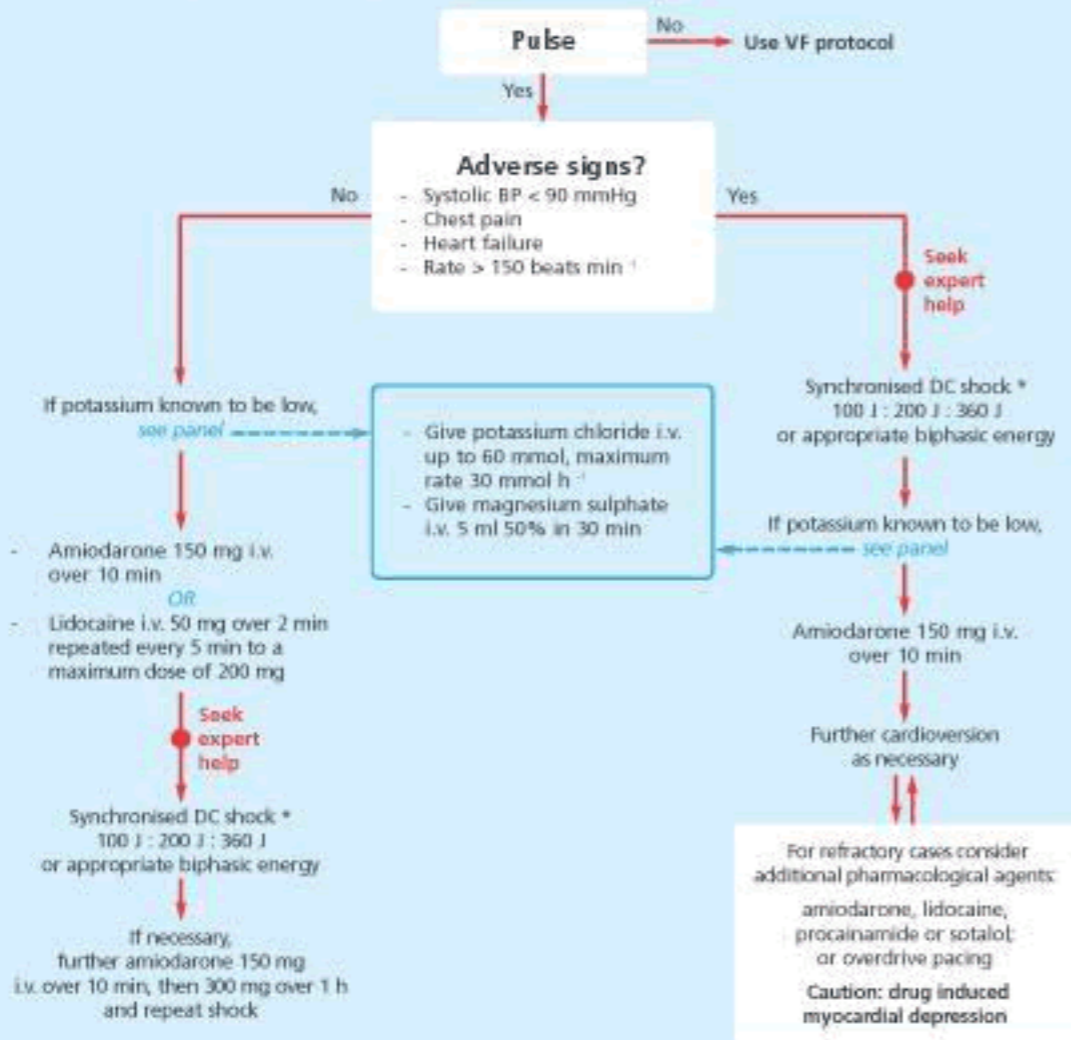 Pulse
No
Use VF protocol
Yes
Adverse signs?
- Systolic BP < 90 mmHg
- Chest pain
- Heart failure
- Rate > 150 beats min ⁻¹
No
Yes
If potassium known to be low,
see panel
- Amiodarone 150 mg i.v.
over 10 min
OR
- Lidocaine i.v. 50 mg over 2 min
repeated every 5 min to a
maximum dose of 200 mg
Seek
expert
help
Synchronised DC shock *
100 J : 200 J : 360 J
or appropriate biphasic energy
If necessary,
further amiodarone 150 mg
i.v. over 10 min, then 300 mg over 1 h
and repeat shock
- Give potassium chloride i.v.
up to 60 mmol, maximum
rate 30 mmol h ⁻¹
- Give magnesium sulphate
i.v. 5 ml 50% in 30 min
Seek
expert
help
Synchronised DC shock *
100 J : 200 J : 360 J
or appropriate biphasic energy
If potassium known to be low,
see panel
Amiodarone 150 mg i.v.
over 10 min
Further cardioversion
as necessary
For refractory cases consider
additional pharmacological agents:
amiodarone, lidocaine,
procainamide or sotalol;
or overdrive pacing
Caution: drug induced
myocardial depression